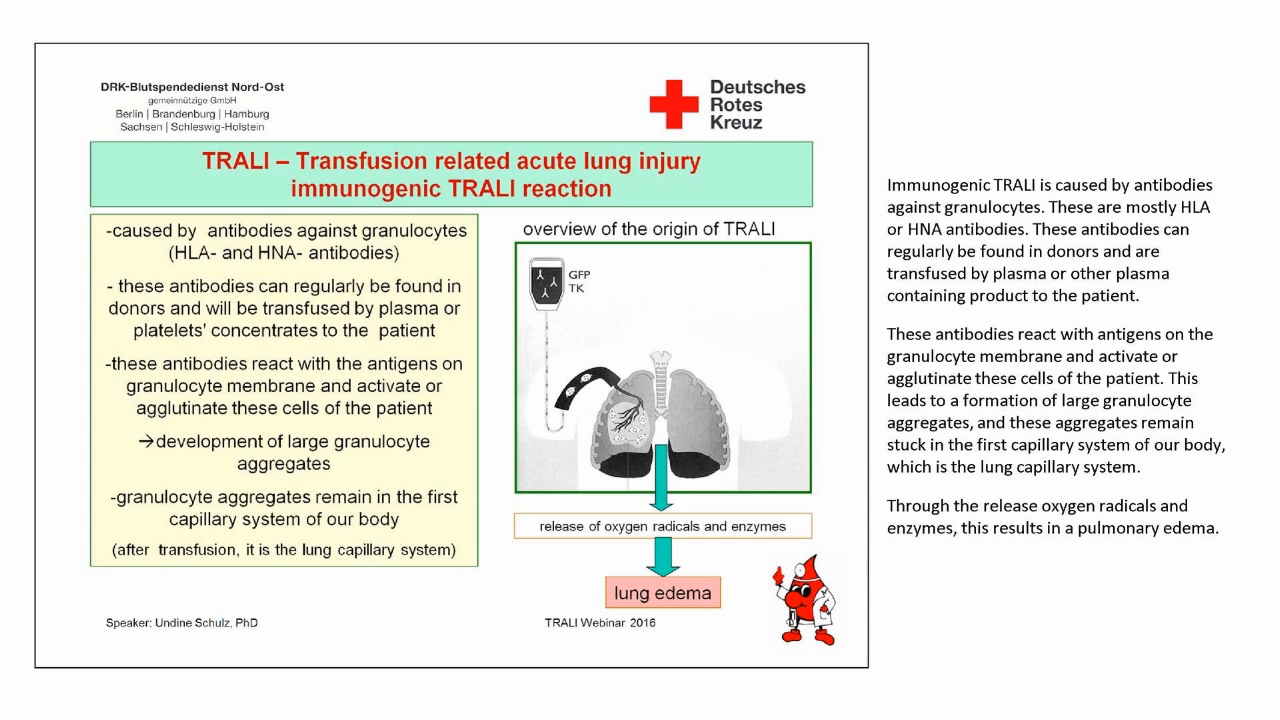 DRK-Blutspendedienst Nord-Ost
gemeinnützige GmbH
Berlin | Brandenburg | Hamburg
Sachsen | Schleswig-Holstein
Deutsches
Rotes
Kreuz
TRALI – Transfusion related acute lung injury
immunogenic TRALI reaction
-caused by antibodies against granulocytes
(HLA- and HNA- antibodies)
- these antibodies can regularly be found in
donors and will be transfused by plasma or
platelets' concentrates to the patient
-these antibodies react with the antigens on
granulocyte membrane and activate or
agglutinate these cells of the patient
→development of large granulocyte
aggregates
-granulocyte aggregates remain in the first
capillary system of our body
(after transfusion, it is the lung capillary system)
overview of the origin of TRALI
GFP
TK
release of oxygen radicals and enzymes
lung edema
Speaker: Undine Schulz, PhD
TRALI Webinar 2016
Immunogenic TRALI is caused by antibodies
against granulocytes. These are mostly HLA
or HNA antibodies. These antibodies can
regularly be found in donors and are
transfused by plasma or other plasma
containing product to the patient.
These antibodies react with antigens on the
granulocyte membrane and activate or
agglutinate these cells of the patient. This
leads to a formation of large granulocyte
aggregates, and these aggregates remain
stuck in the first capillary system of our body,
which is the lung capillary system.
Through the release oxygen radicals and
enzymes, this results in a pulmonary edema.